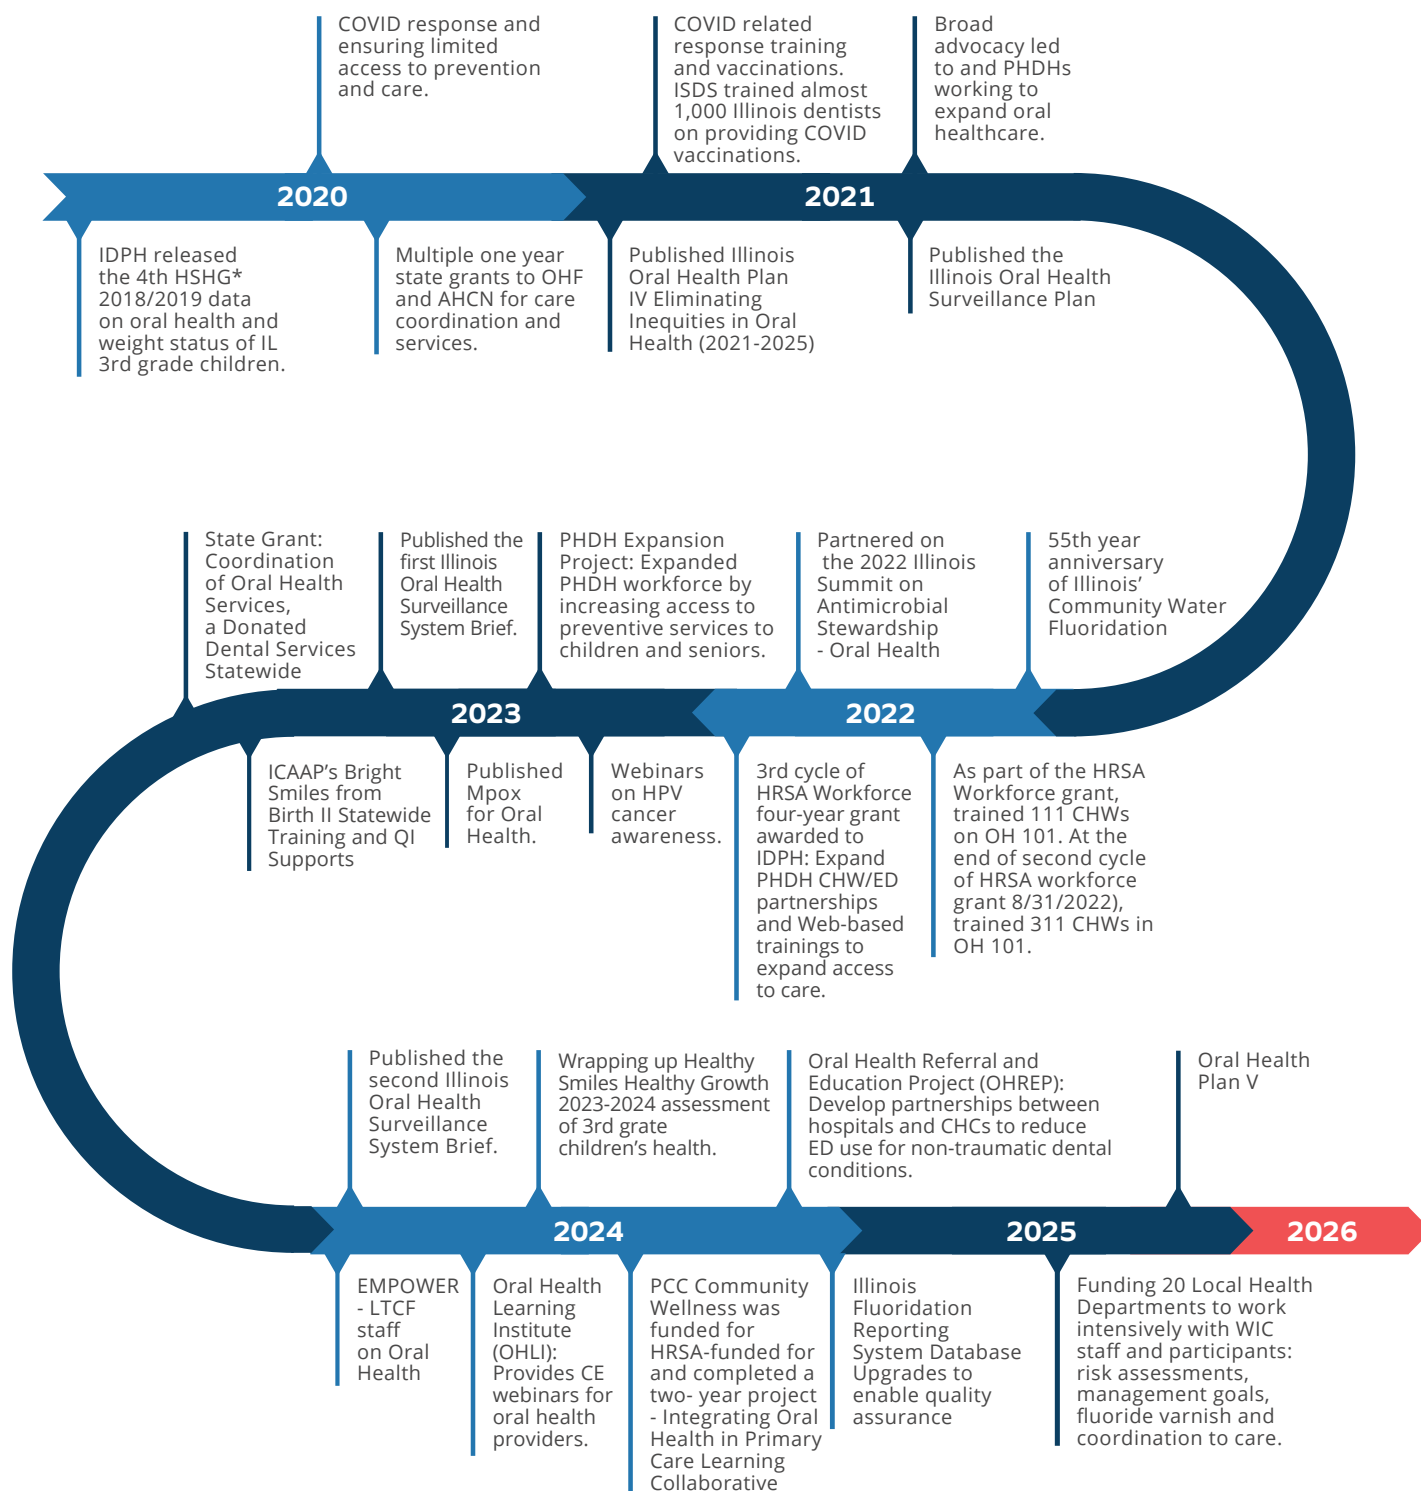 COVID response and
ensuring limited
access to prevention
and care.
COVID related
response training
and vaccinations.
ISDS trained almost
1,000 Illinois dentists
on providing COVID
vaccinations.
Broad
advocacy led
to and PHDHs
working to
expand oral
healthcare.
2020
2021
IDPH released
the 4th HSHG*
2018/2019 data
on oral health and
weight status of IL
3rd grade children.
Multiple one year
state grants to OHF
and AHCN for care
coordination and
services.
Published Illinois
Oral Health Plan
IV Eliminating
Inequities in Oral
Health (2021-2025)
Published the
Illinois Oral Health
Surveillance Plan
State Grant:
Coordination
of Oral Health
Services,
a Donated
Dental Services
Statewide
Published the
first Illinois
Oral Health
Surveillance
System Brief.
PHDH Expansion
Project: Expanded
PHDH workforce by
increasing access to
preventive services to
children and seniors.
Partnered on
the 2022 Illinois
Summit on
Antimicrobial
Stewardship
- Oral Health
55th year
anniversary
of Illinois’
Community Water
Fluoridation
2023
2022
ICAAP’s Bright
Smiles from
Birth II Statewide
Training and QI
Supports
Published
Mpox
for Oral
Health.
Webinars
on HPV
cancer
awareness.
3rd cycle of
HRSA Workforce
four-year grant
awarded to
IDPH: Expand
PHDH CHW/ED
partnerships
and Web-based
trainings to
expand access
to care.
As part of the HRSA
Workforce grant,
trained 111 CHWs
on OH 101. At the
end of second cycle
of HRSA workforce
grant 8/31/2022),
trained 311 CHWs in
OH 101.
Published the
second Illinois
Oral Health
Surveillance
System Brief.
Wrapping up Healthy
Smiles Healthy Growth
2023-2024 assessment
of 3rd grate
children’s health.
Oral Health Referral and
Education Project (OHREP):
Develop partnerships between
hospitals and CHCs to reduce
ED use for non-traumatic dental
conditions.
Oral Health
Plan V
2024
2025
2026
EMPOWER
- LTCF
staff
on Oral
Health
Oral Health
Learning
Institute
(OHLI):
Provides CE
webinars for
oral health
providers.
PCC Community
Wellness was
funded for
HRSA-funded for
and completed a
two- year project
- Integrating Oral
Health in Primary
Care Learning
Collaborative
Illinois
Fluoridation
Reporting
System Database
Upgrades to
enable quality
assurance
Funding 20 Local Health
Departments to work
intensively with WIC
staff and participants:
risk assessments,
management goals,
fluoride varnish and
coordination to care.